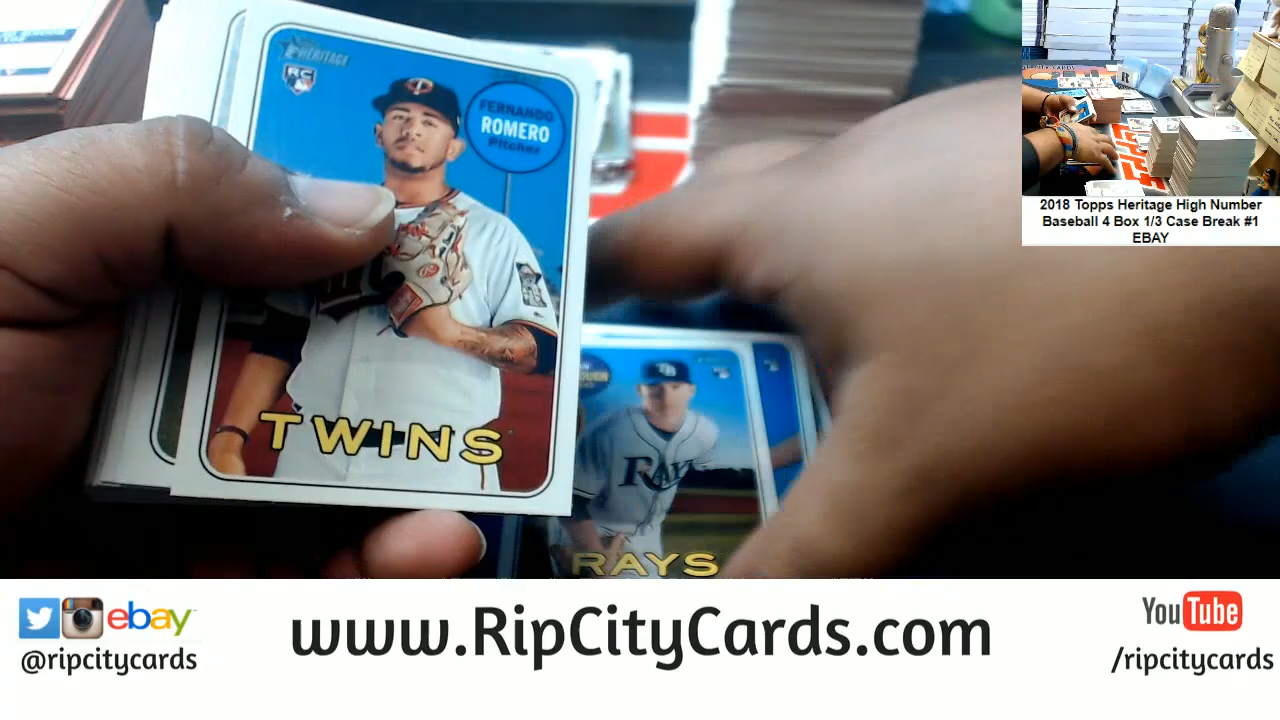 HERITAGE
RC
FERNANDO
ROMERO
Pitcher
TWINS
RAYS
RAYS
2018 Topps Heritage High Number
Baseball 4 Box 1/3 Case Break #1
EBAY
ebay
@ripcitycards
www.RipCityCards.com
YouTube
/ripcitycards